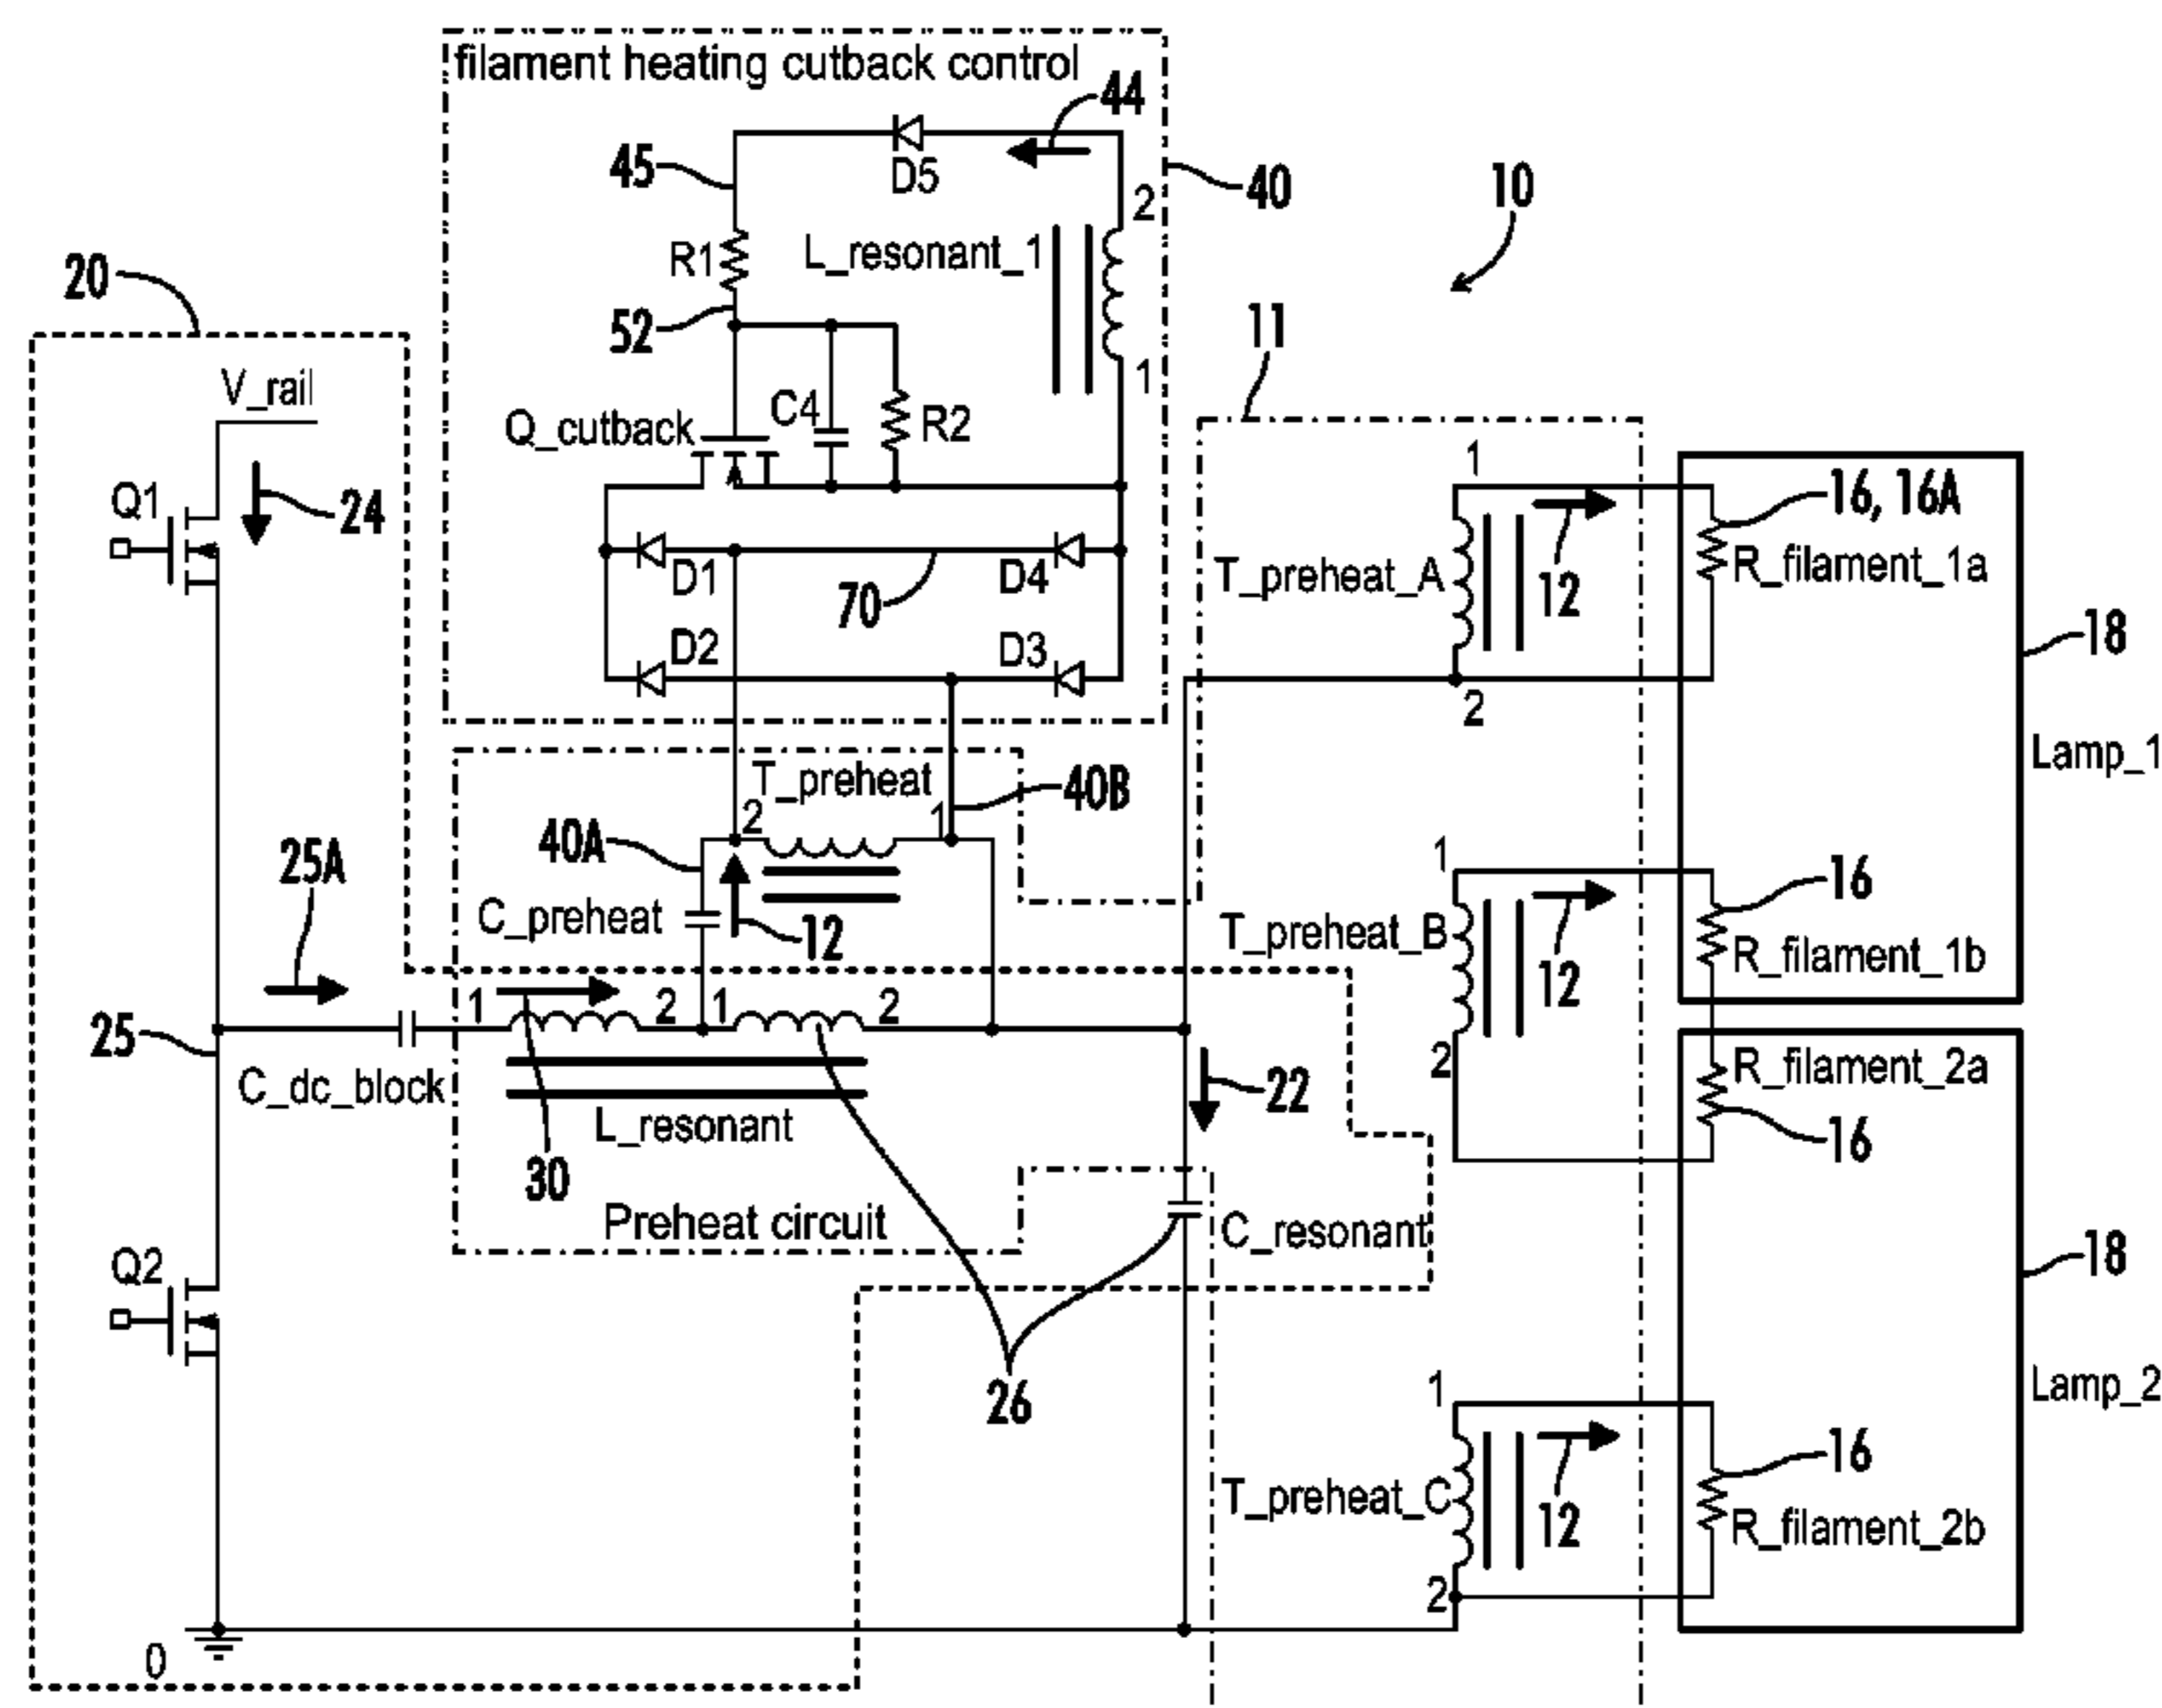 filament heating cutback control
44
45
D5
40
10
2
R1
L_resonant_1
20
52
11
1
V_rail
C4
R2
Q_cutback
1
Q1
24
16, 16A
T_preheat_A
R_filament_1a
12
D1
D4
70
D2
D3
18
2
Lamp_1
T_preheat
40B
2
1
40A
1
25A
16
C_preheat
12
T_preheat_B
R_filament_1b
12
1
2
1
2
25
2
R_filament_2a
C_dc_block
22
L_resonant
16
30
Preheat circuit
C_resonant
18
Q2
26
1
Lamp_2
16
T_preheat_C
12
R_filament_2b
2
0